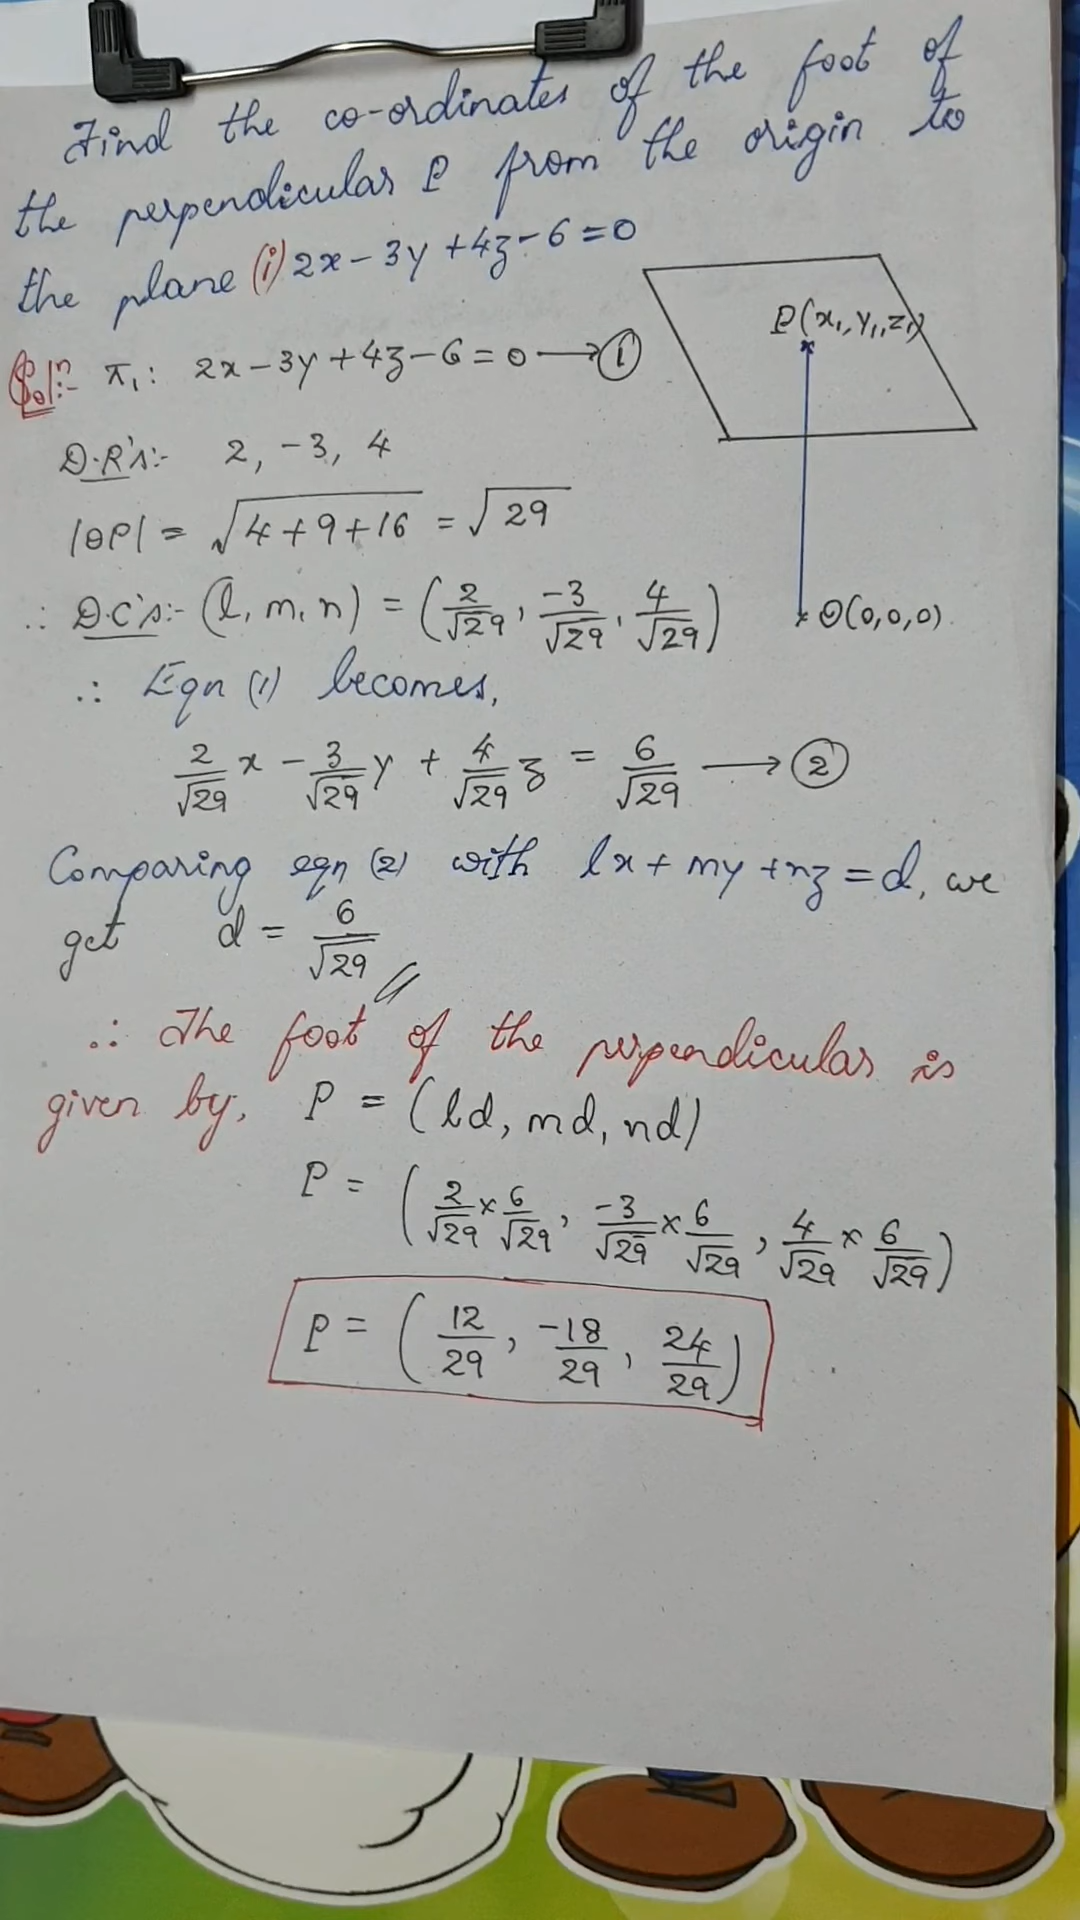 Find the co-ordinates of the foot of
the perpendicular P from the origin to
the plane (i) 2x - 3y + 4z - 6 = 0
P(x₁, y₁, z₁)
Solⁿ:- π₁: 2x - 3y + 4z - 6 = 0 → ①
D.R's:- 2, -3, 4
|OP| = √(4+9+16) = √29
∴ D.C's:- (l, m, n) = (2/√29, -3/√29, 4/√29)
O(0,0,0)
∴ Eqn (1) becomes,
2/√29 x - 3/√29 y + 4/√29 z = 6/√29 → ②
Comparing eqn (2) with lx + my + nz = d, we
get d = 6/√29 //
∴ The foot of the perpendicular is
given by, P = (ld, md, nd)
P = (2/√29 × 6/√29, -3/√29 × 6/√29, 4/√29 × 6/√29)
P = (12/29, -18/29, 24/29)